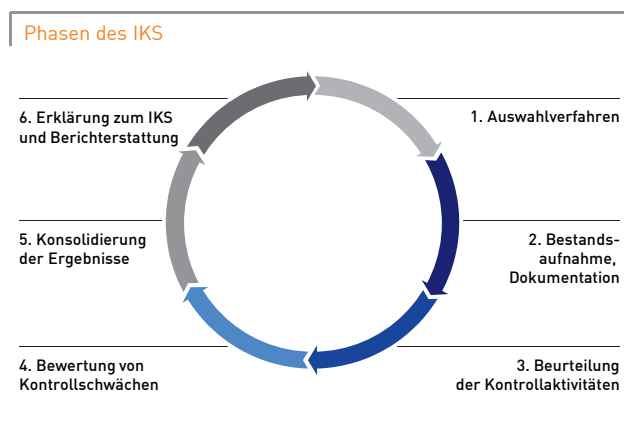 Phasen des IKS
1. Auswahlverfahren
2. Bestands-
aufnahme,
Dokumentation
3. Beurteilung
der Kontrollaktivitäten
4. Bewertung von
Kontrollschwächen
5. Konsolidierung
der Ergebnisse
6. Erklärung zum IKS
und Berichterstattung